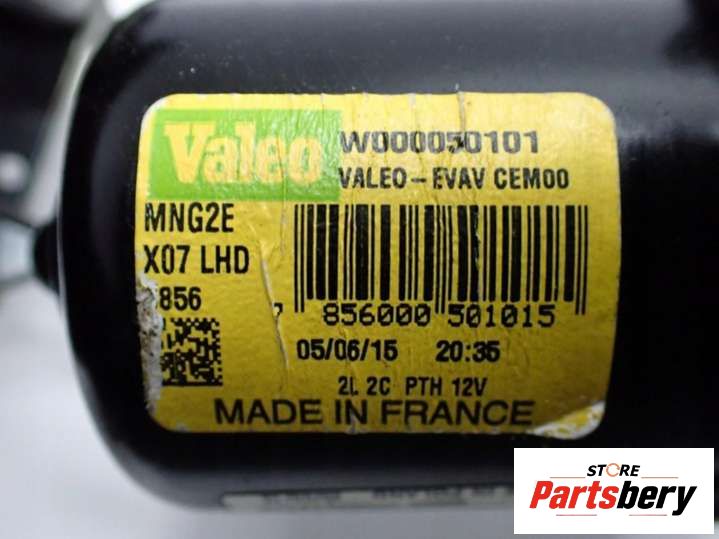 Valeo W000050101
VALEO-EVAV CEM00
MNG2E
X07 LHD
856
7 856000 501015
05/06/15 20:35
2L 2C PTH 12V
MADE IN FRANCE
STORE
Partsbery